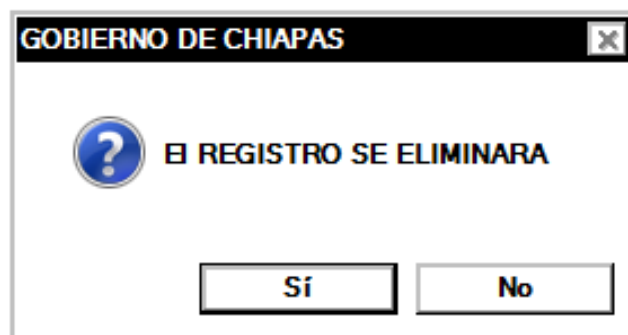 GOBIERNO DE CHIAPAS
El REGISTRO SE ELIMINARA
Sí
No